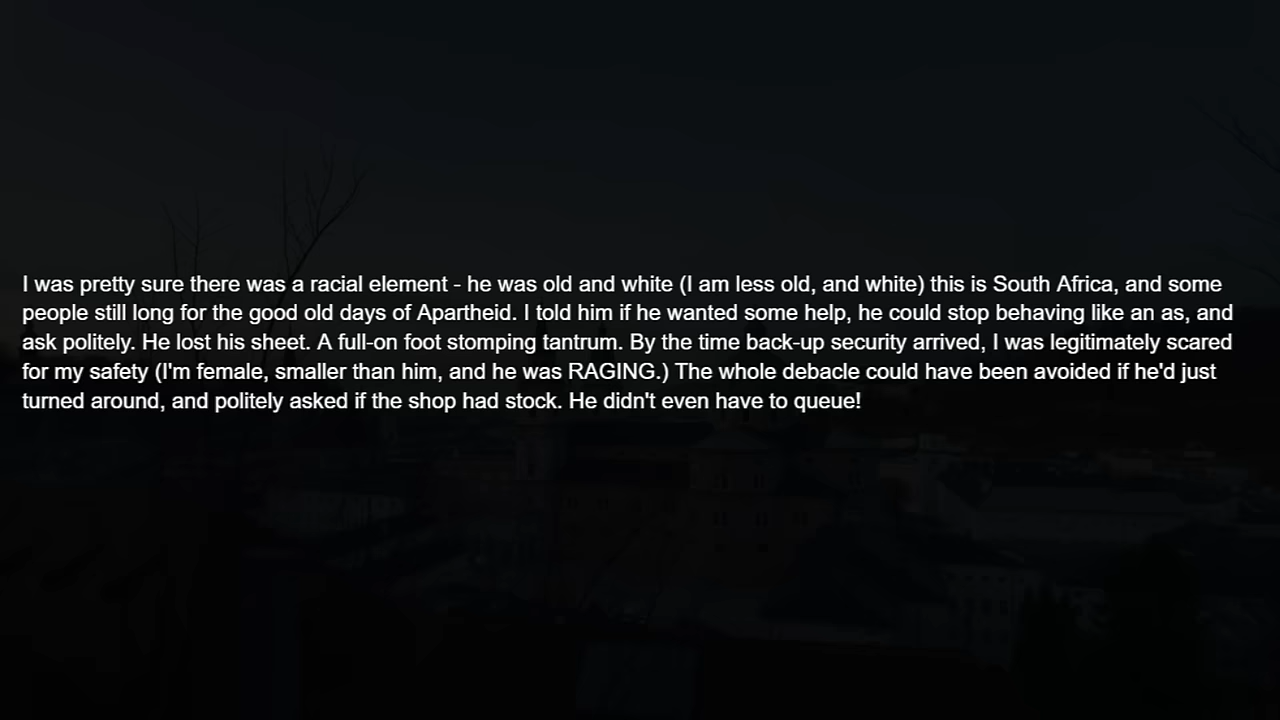 I was pretty sure there was a racial element - he was old and white (I am less old, and white) this is South Africa, and some
people still long for the good old days of Apartheid. I told him if he wanted some help, he could stop behaving like an as, and
ask politely. He lost his sheet. A full-on foot stomping tantrum. By the time back-up security arrived, I was legitimately scared
for my safety (I'm female, smaller than him, and he was RAGING.) The whole debacle could have been avoided if he'd just
turned around, and politely asked if the shop had stock. He didn't even have to queue!